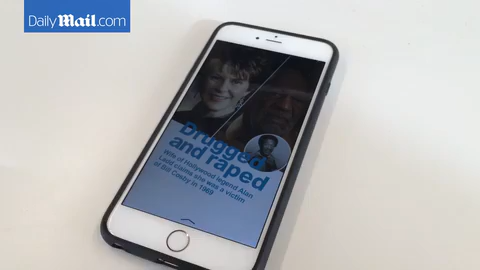 DailyMail.com
Drugged
and raped
Wife of Hollywood legend Alan
Ladd claims she was a victim
of Bill Cosby in 1969